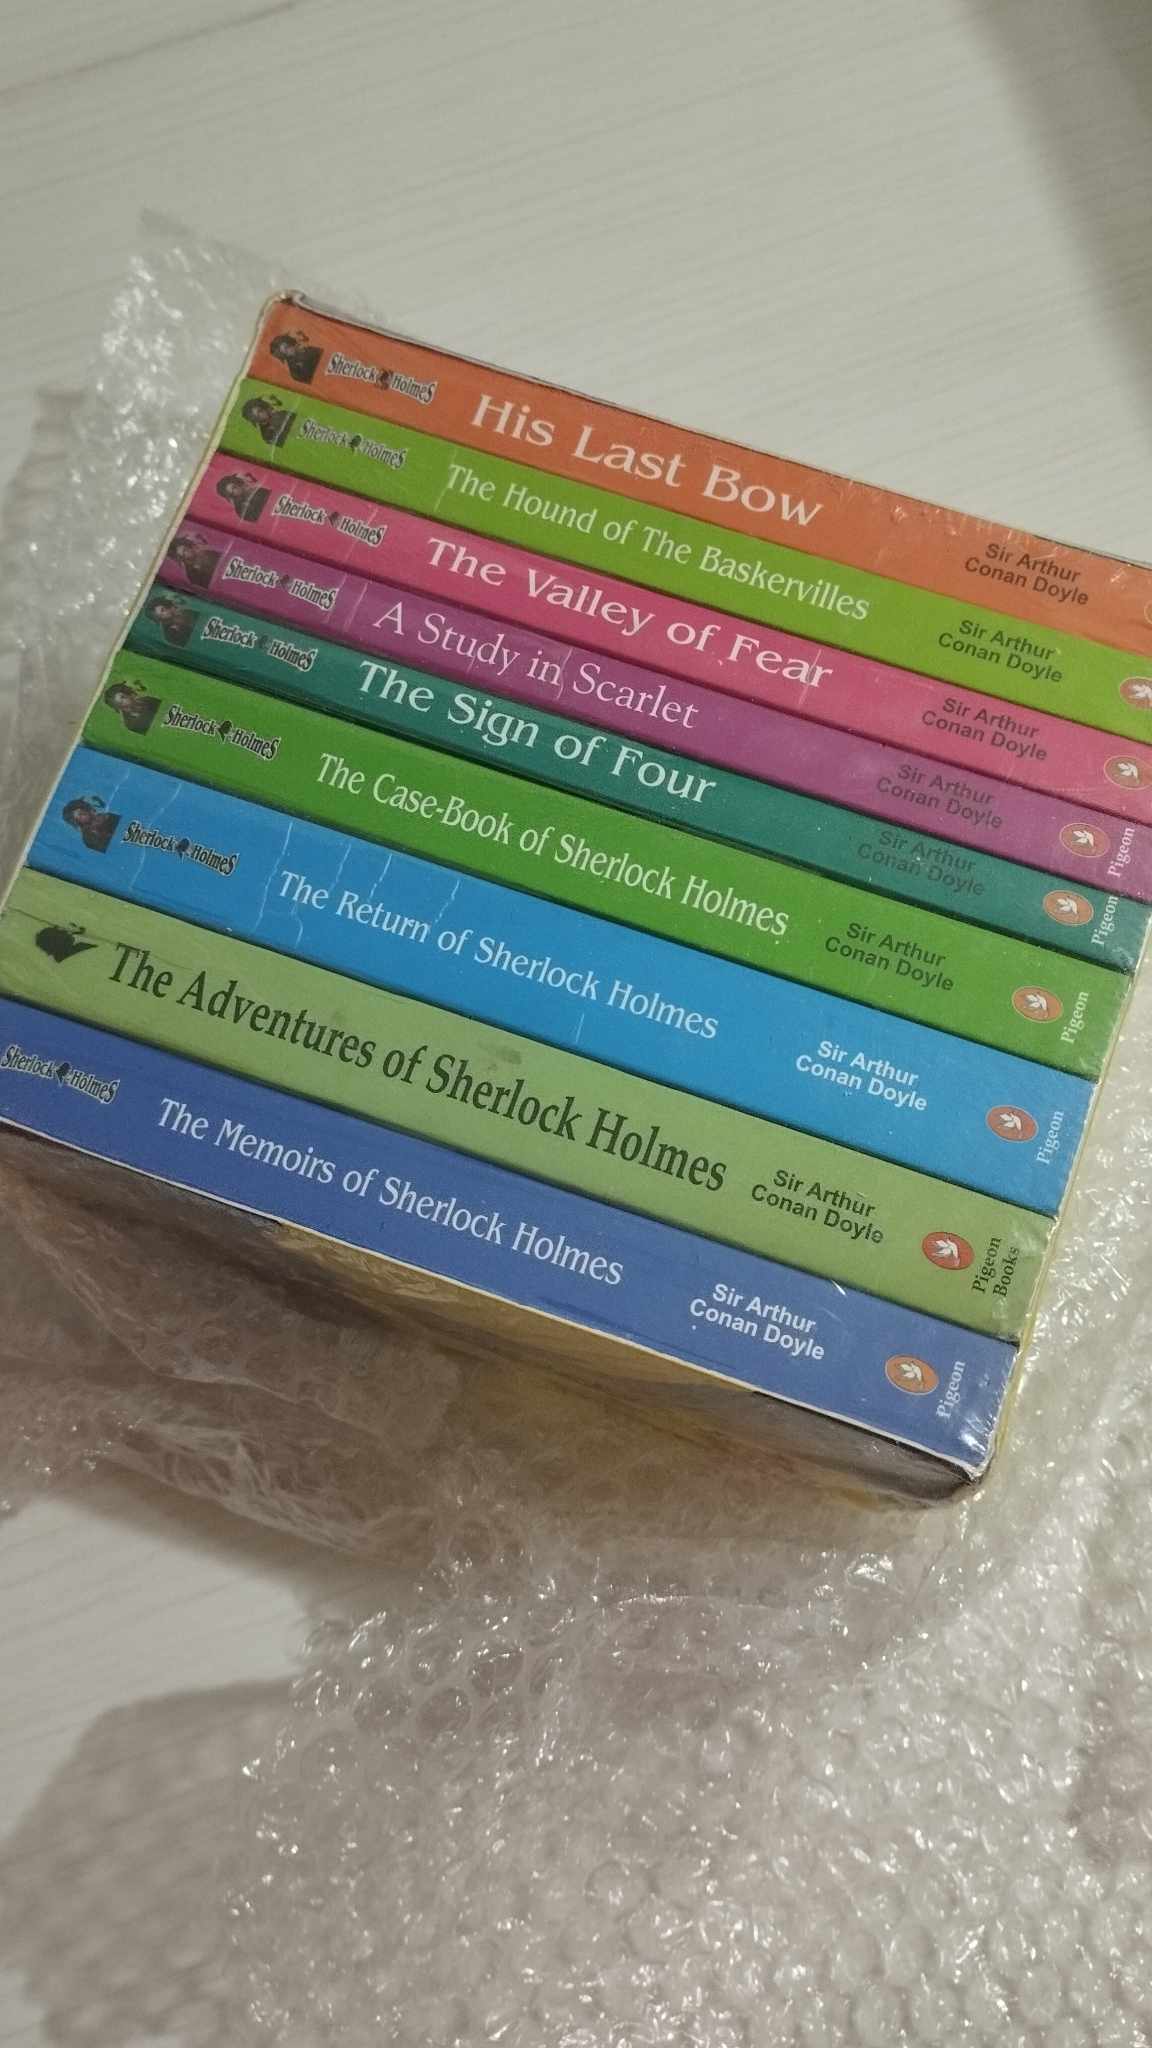 Sherlock Holmes
His Last Bow
Sir Arthur
Conan Doyle
Sherlock Holmes
The Hound of The Baskervilles
Sir Arthur
Conan Doyle
Sherlock Holmes
The Valley of Fear
Sir Arthur
Conan Doyle
Sherlock Holmes
A Study in Scarlet
Sir Arthur
Conan Doyle
Pigeon
Sherlock Holmes
The Sign of Four
Sir Arthur
Conan Doyle
Pigeon
Sherlock Holmes
The Case-Book of Sherlock Holmes
Sir Arthur
Conan Doyle
Pigeon
Sherlock Holmes
The Return of Sherlock Holmes
Sir Arthur
Conan Doyle
Pigeon
The Adventures of Sherlock Holmes
Sir Arthur
Conan Doyle
Pigeon
Books
Sherlock Holmes
The Memoirs of Sherlock Holmes
Sir Arthur
Conan Doyle
Pigeon